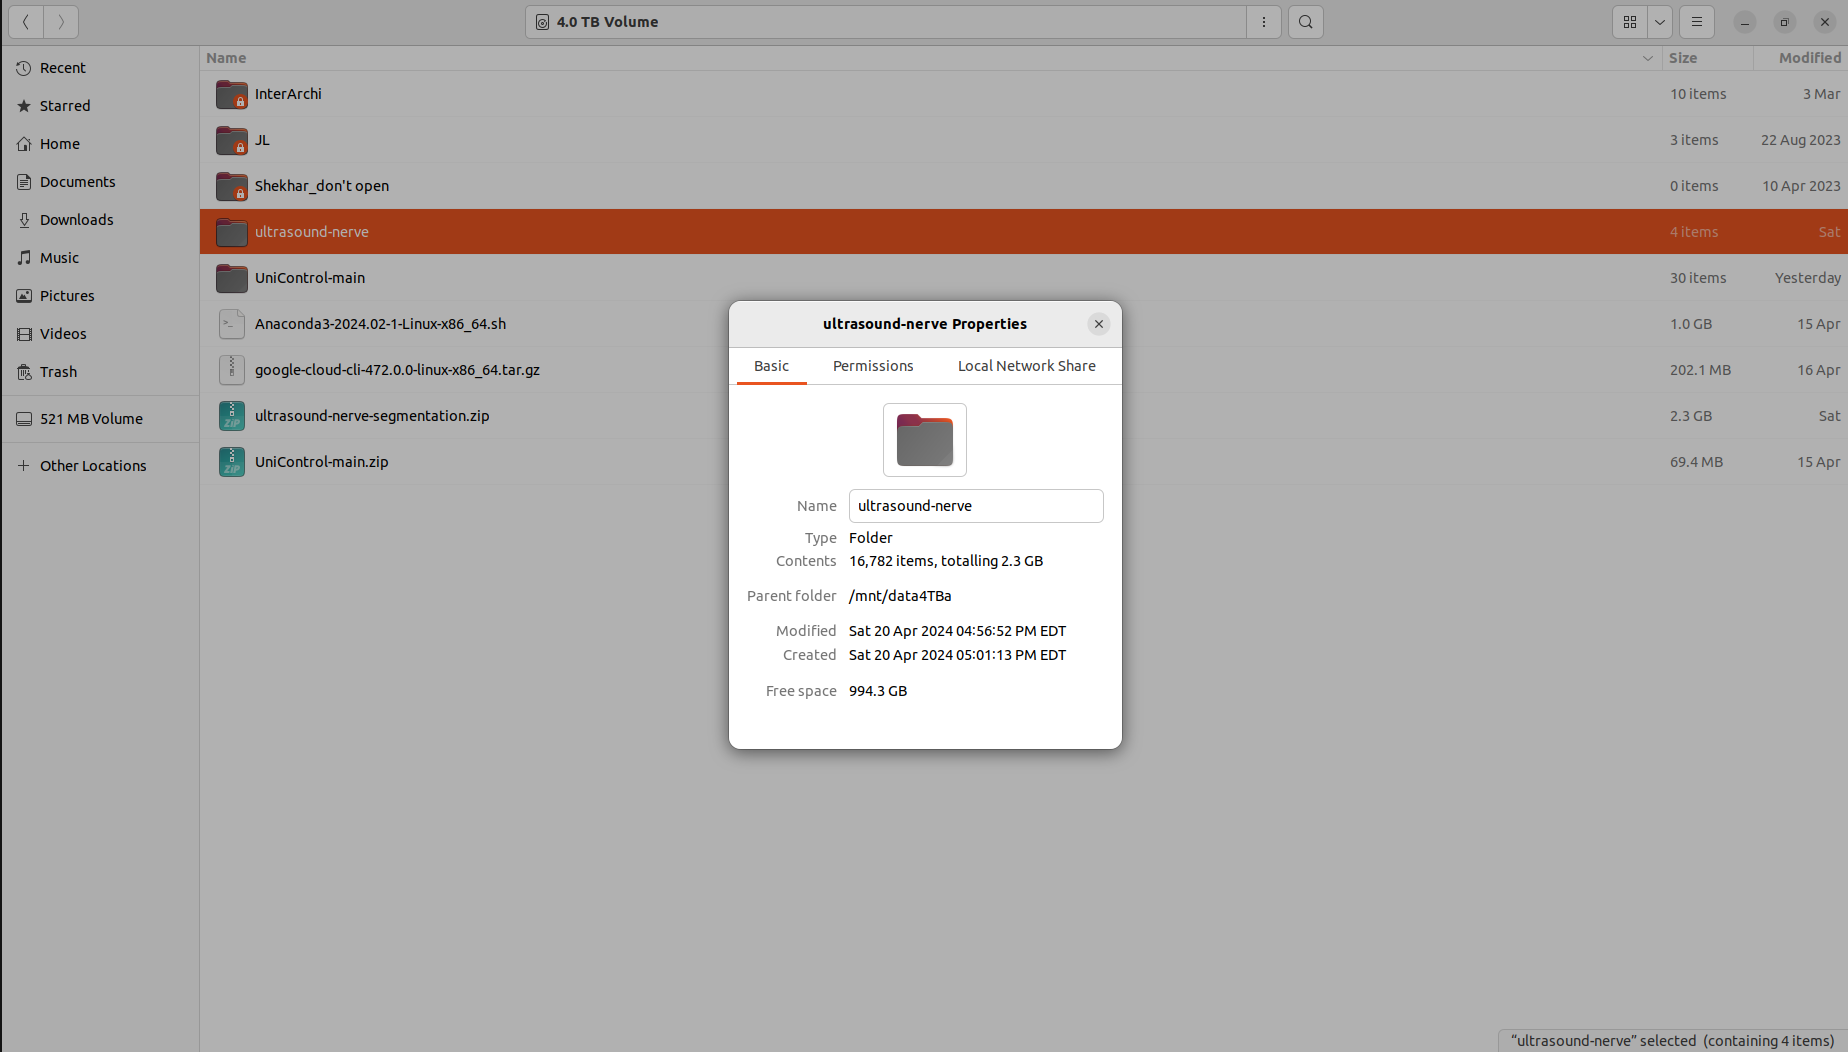 4.0 TB Volume
Recent
Starred
Home
Documents
Downloads
Music
Pictures
Videos
Trash
521 MB Volume
Other Locations
Name Size Modified
InterArchi 10 items 3 Mar
JL 3 items 22 Aug 2023
Shekhar_don't open 0 items 10 Apr 2023
ultrasound-nerve 4 items Sat
UniControl-main 30 items Yesterday
Anaconda3-2024.02-1-Linux-x86_64.sh 1.0 GB 15 Apr
google-cloud-cli-472.0.0-linux-x86_64.tar.gz 202.1 MB 16 Apr
ZIP ultrasound-nerve-segmentation.zip 2.3 GB Sat
ZIP UniControl-main.zip 69.4 MB 15 Apr
ultrasound-nerve Properties
Basic Permissions Local Network Share
Name ultrasound-nerve
Type Folder
Contents 16,782 items, totalling 2.3 GB
Parent folder /mnt/data4TBa
Modified Sat 20 Apr 2024 04:56:52 PM EDT
Created Sat 20 Apr 2024 05:01:13 PM EDT
Free space 994.3 GB
“ultrasound-nerve” selected (containing 4 items)